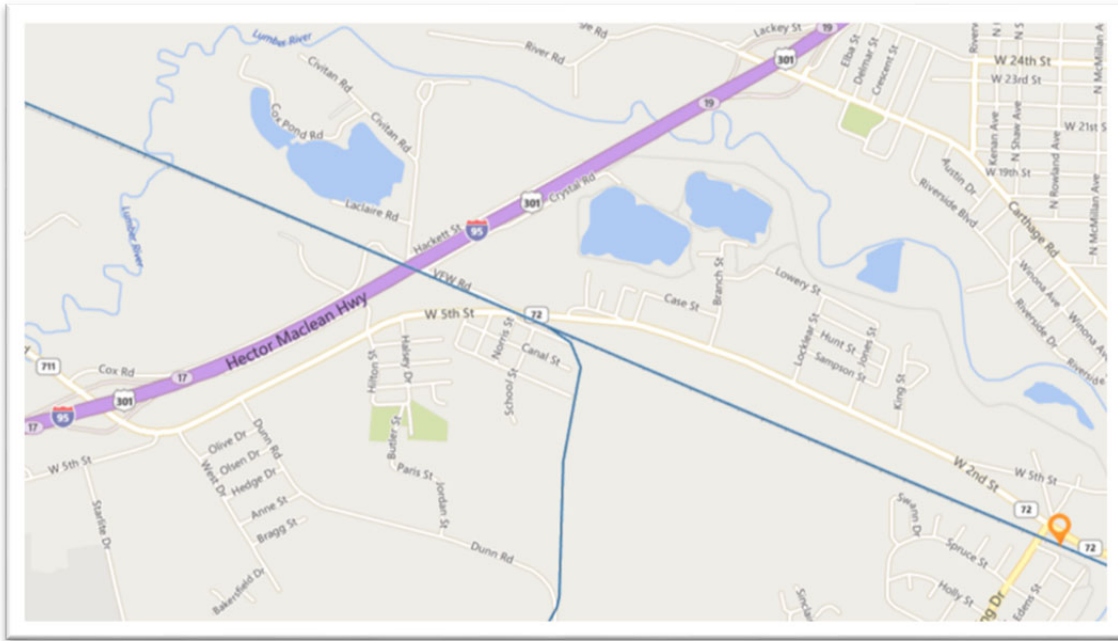 Lumber River
River Rd
Lackey St
19
301
Elba St
Delmar St
Crescent St
W 24th St
W 23rd St
N McMillan A
Civitan Rd
Cox Pond Rd
Civitan Rd
19
Kenan Ave
N Shaw Ave
W 21st S
W 19th St
N Rowland Ave
Austin Dr
Riverside Blvd
Carthage Rd
N McMillan Ave
Laclaire Rd
Crystal Rd
301
Hackett St
95
Lumber River
VFW Rd
W 5th St
72
Case St
Branch St
Lowery St
Winona Ave
Riverside Dr
Winona Av
Riverside
Hector Maclean Hwy
Hilton St
Halsey Dr
Norris St
Canal St
School St
Locklear St
Hunt St
Jones St
Sampson St
King St
711
Cox Rd
17
301
95
17
Butler St
Paris St
Jordan St
Dunn Rd
W 5th St
Olive Dr
Olsen Dr
Hedge Dr
West Dr
Dunn Rd
Anne St
Bragg St
Starlite Dr
Bakersfield Dr
W 2nd St
W 5th St
72
72
Swann Dr
Spruce St
Holly St
Edens St
ng Dr
Sinclai